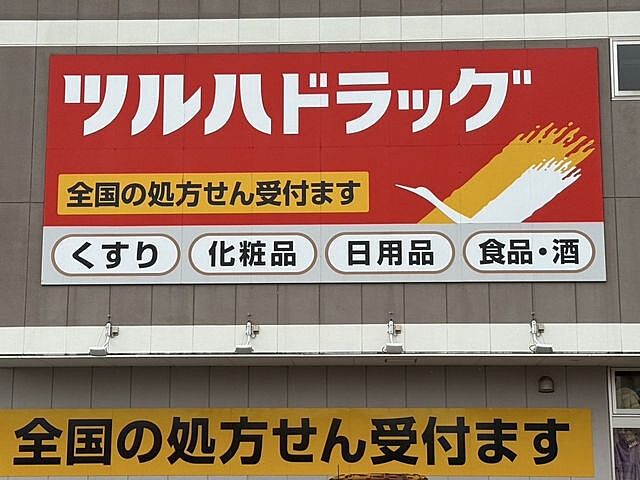 ツルハドラッグ
全国の処方せん受付ます
くすり 化粧品 日用品 食品・酒
全国の処方せん受付ます